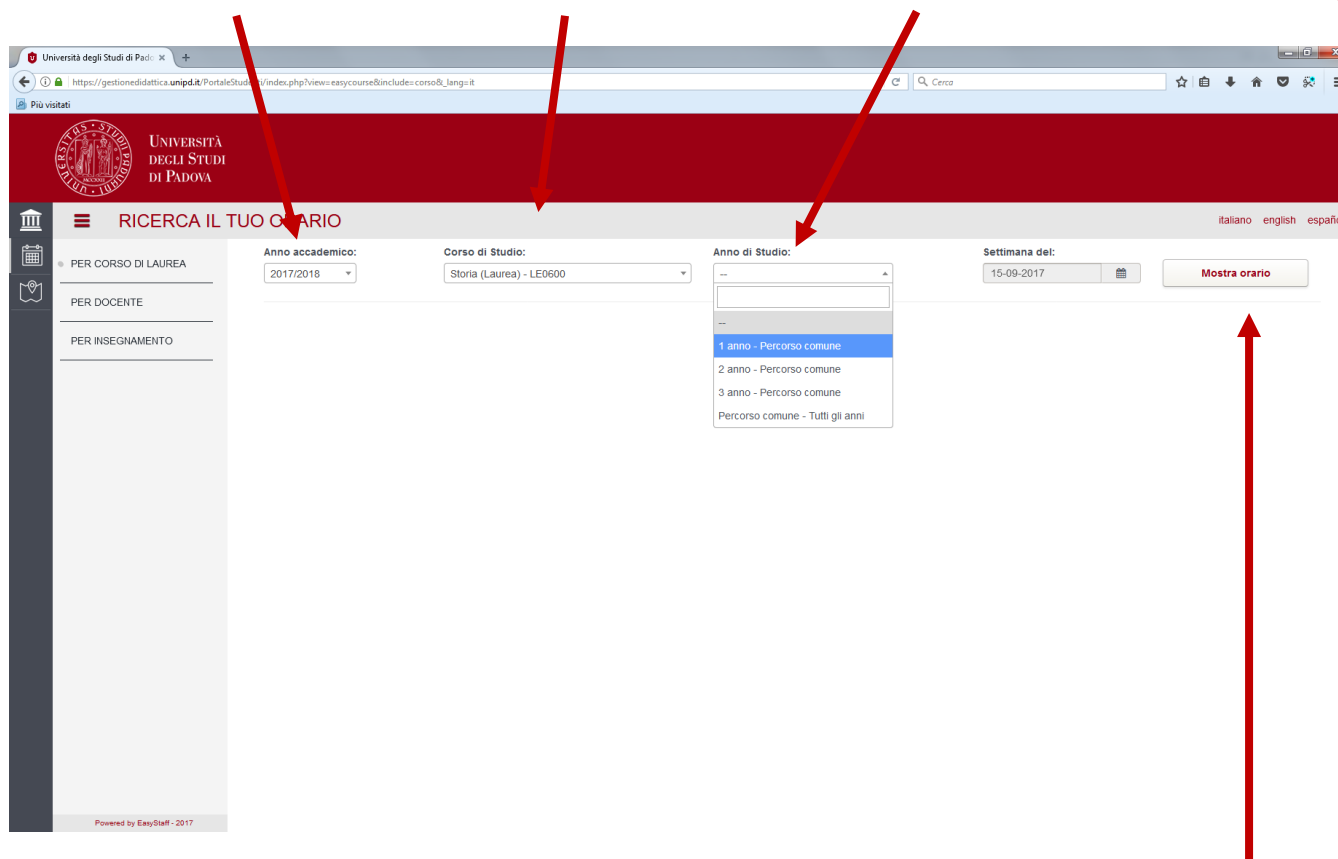 Università degli Studi di Pado
https://gestionedidattica.unipd.it/PortaleStudenti/index.php?view=easycourse&include=corso&_lang=it
Cerca
Più visitati
UNIVERSITÀ
DEGLI STUDI
DI PADOVA
RICERCA IL TUO ORARIO
italiano english españo
PER CORSO DI LAUREA
PER DOCENTE
PER INSEGNAMENTO
Anno accademico: Corso di Studio: Anno di Studio: Settimana del:
2017/2018 Storia (Laurea) - LE0600 -- 15-09-2017 Mostra orario
--
1 anno - Percorso comune
2 anno - Percorso comune
3 anno - Percorso comune
Percorso comune - Tutti gli anni
Powered by EasyStaff - 2017